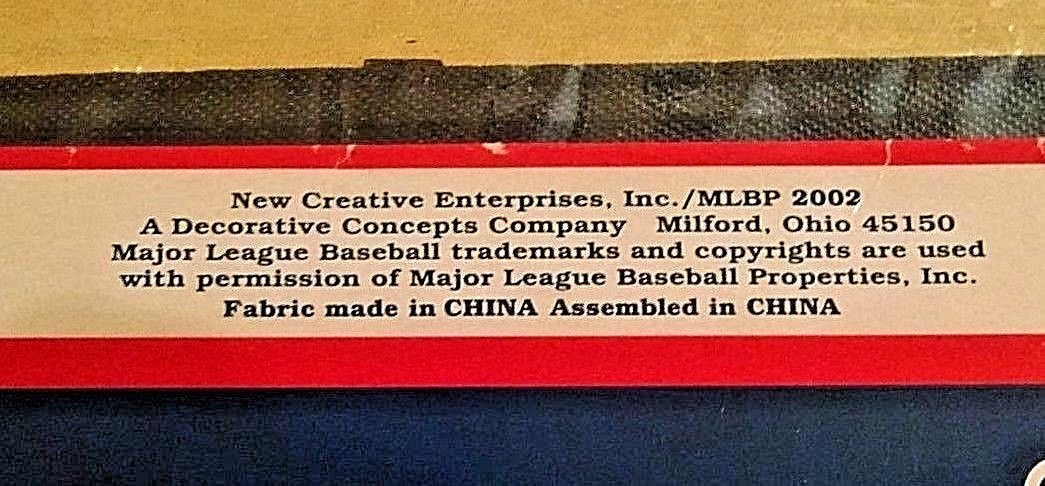 New Creative Enterprises, Inc./MLBP 2002
A Decorative Concepts Company Milford, Ohio 45150
Major League Baseball trademarks and copyrights are used
with permission of Major League Baseball Properties, Inc.
Fabric made in CHINA Assembled in CHINA